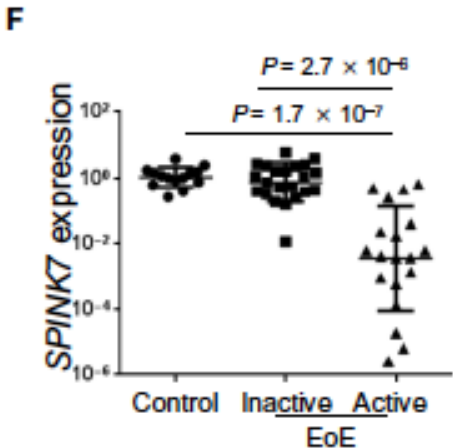 F
P = 2.7 × 10⁻⁶
P = 1.7 × 10⁻⁷
SPINK7 expression
10²
10⁰
10⁻²
10⁻⁴
10⁻⁶
Control Inactive Active
EoE